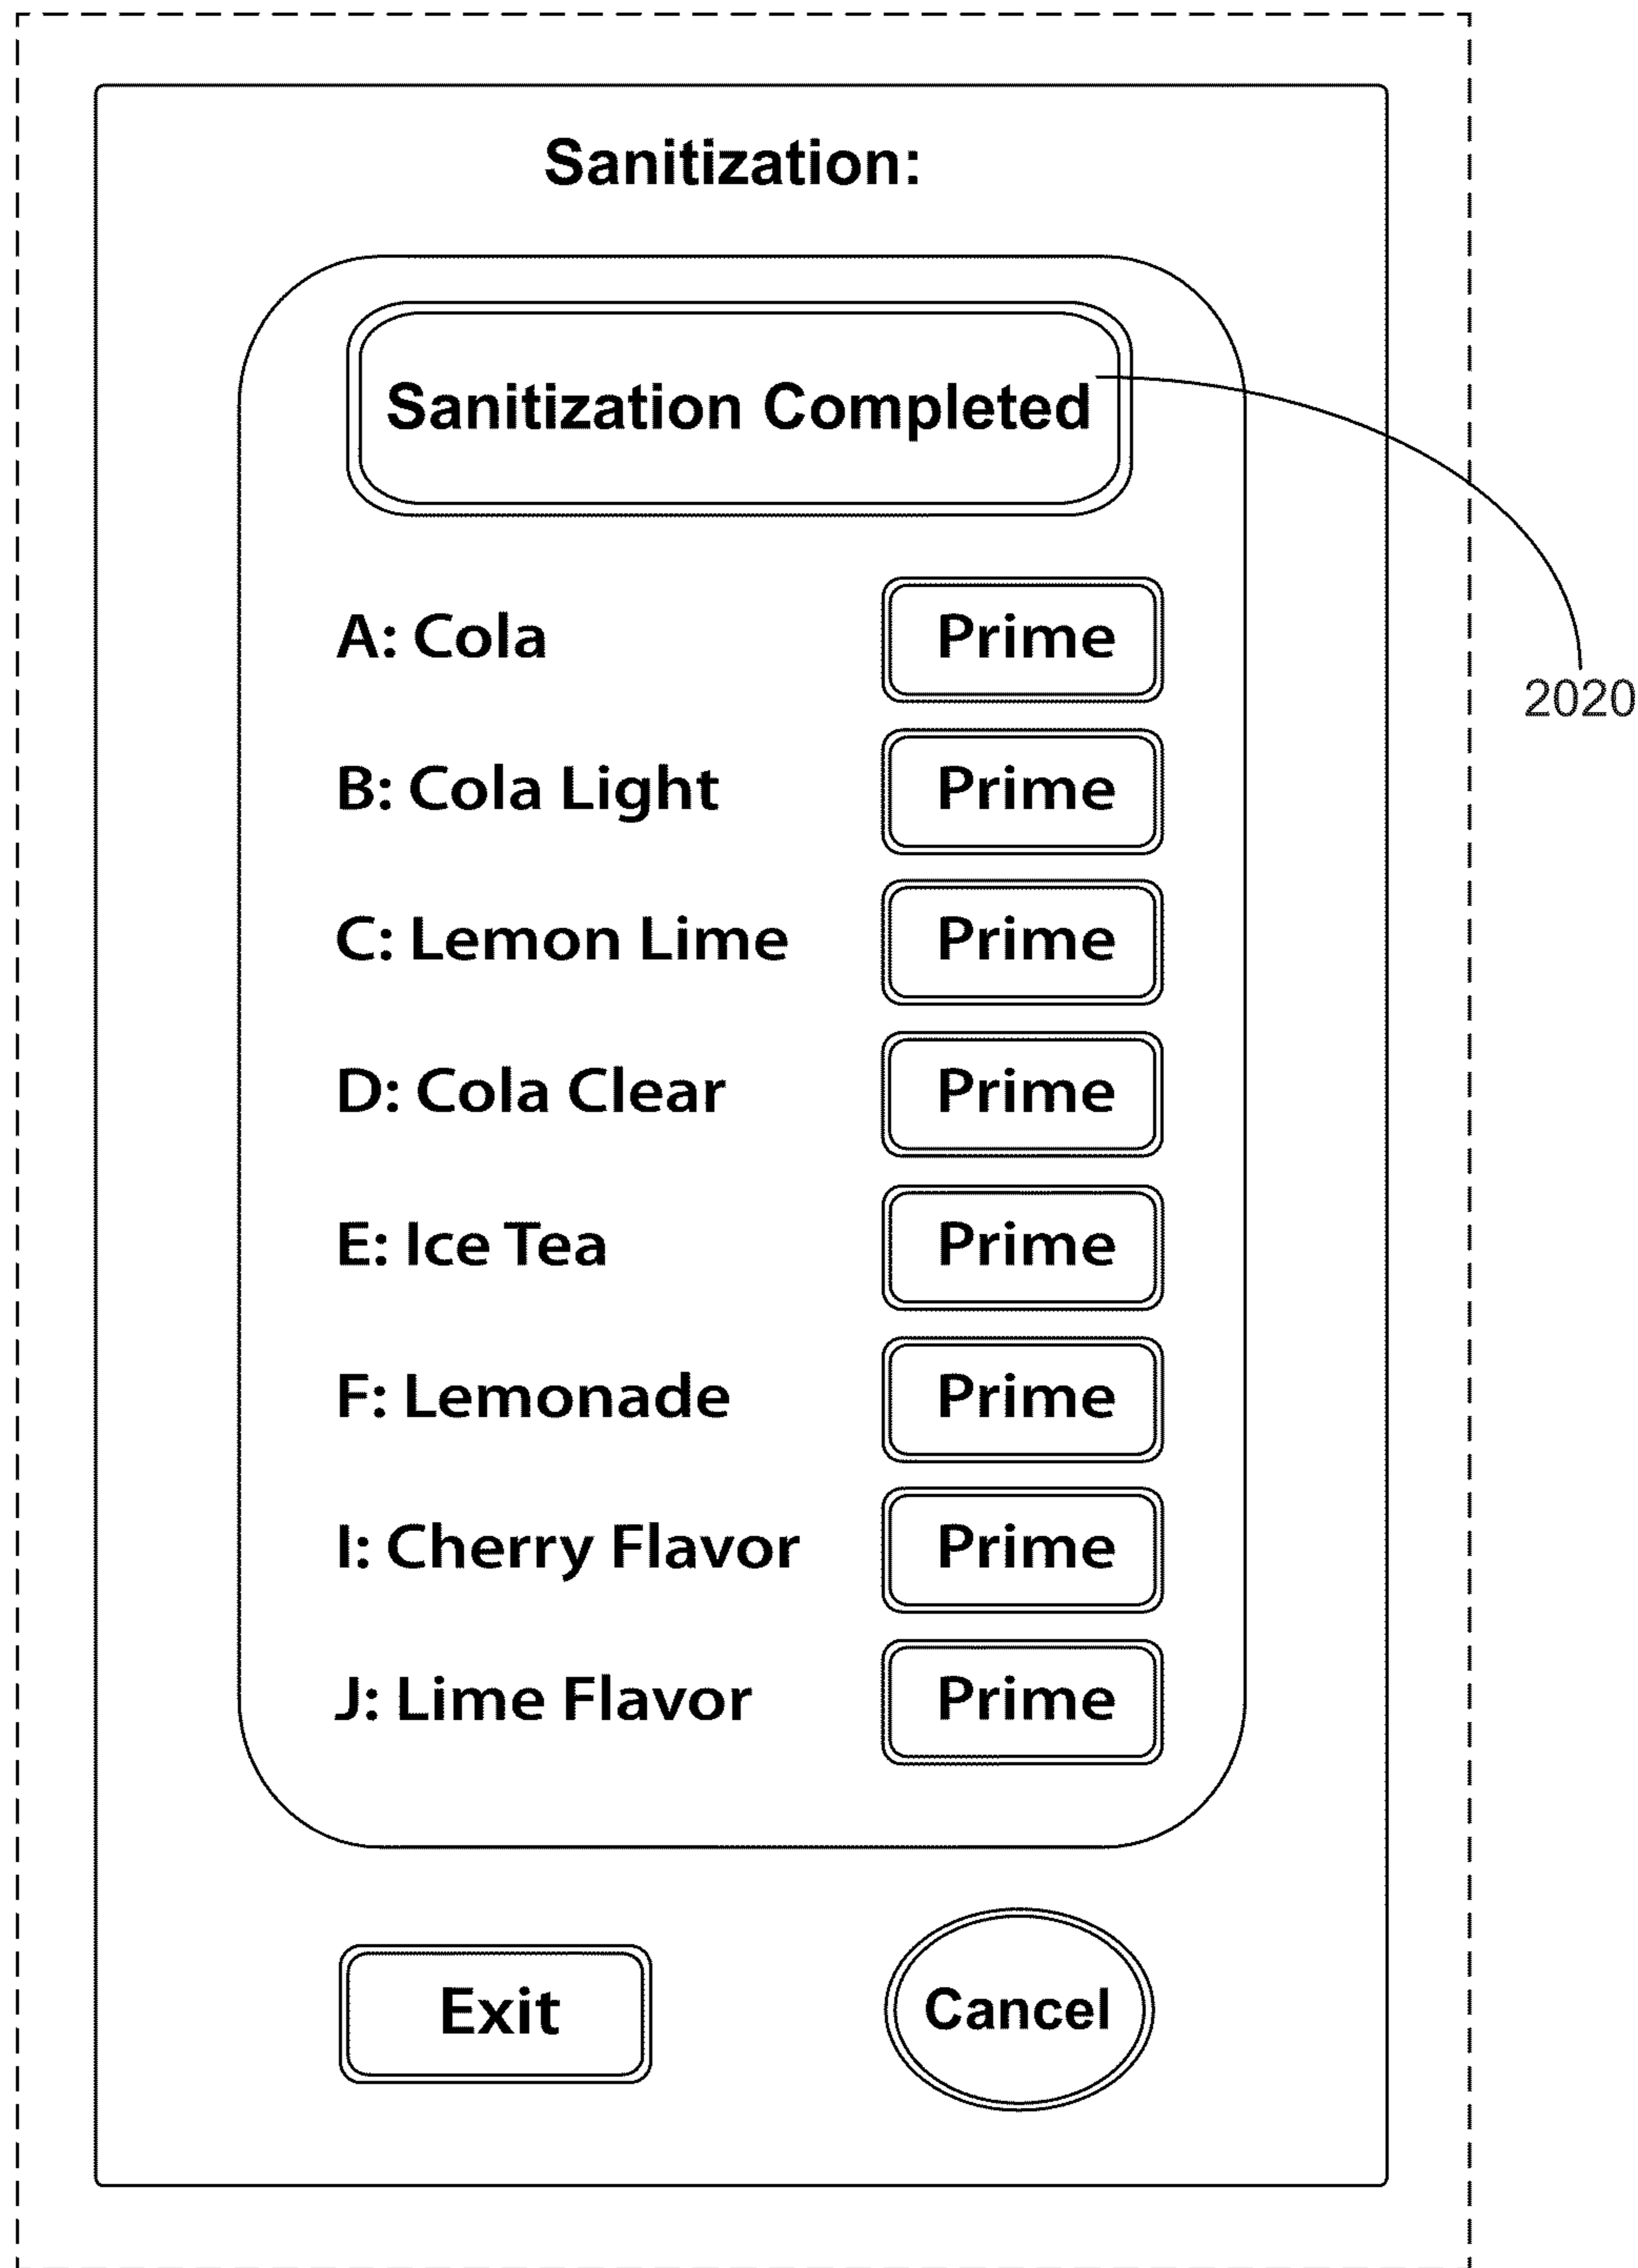 Sanitization:
Sanitization Completed
A: Cola Prime
2020
B: Cola Light Prime
C: Lemon Lime Prime
D: Cola Clear Prime
E: Ice Tea Prime
F: Lemonade Prime
I: Cherry Flavor Prime
J: Lime Flavor Prime
Exit Cancel